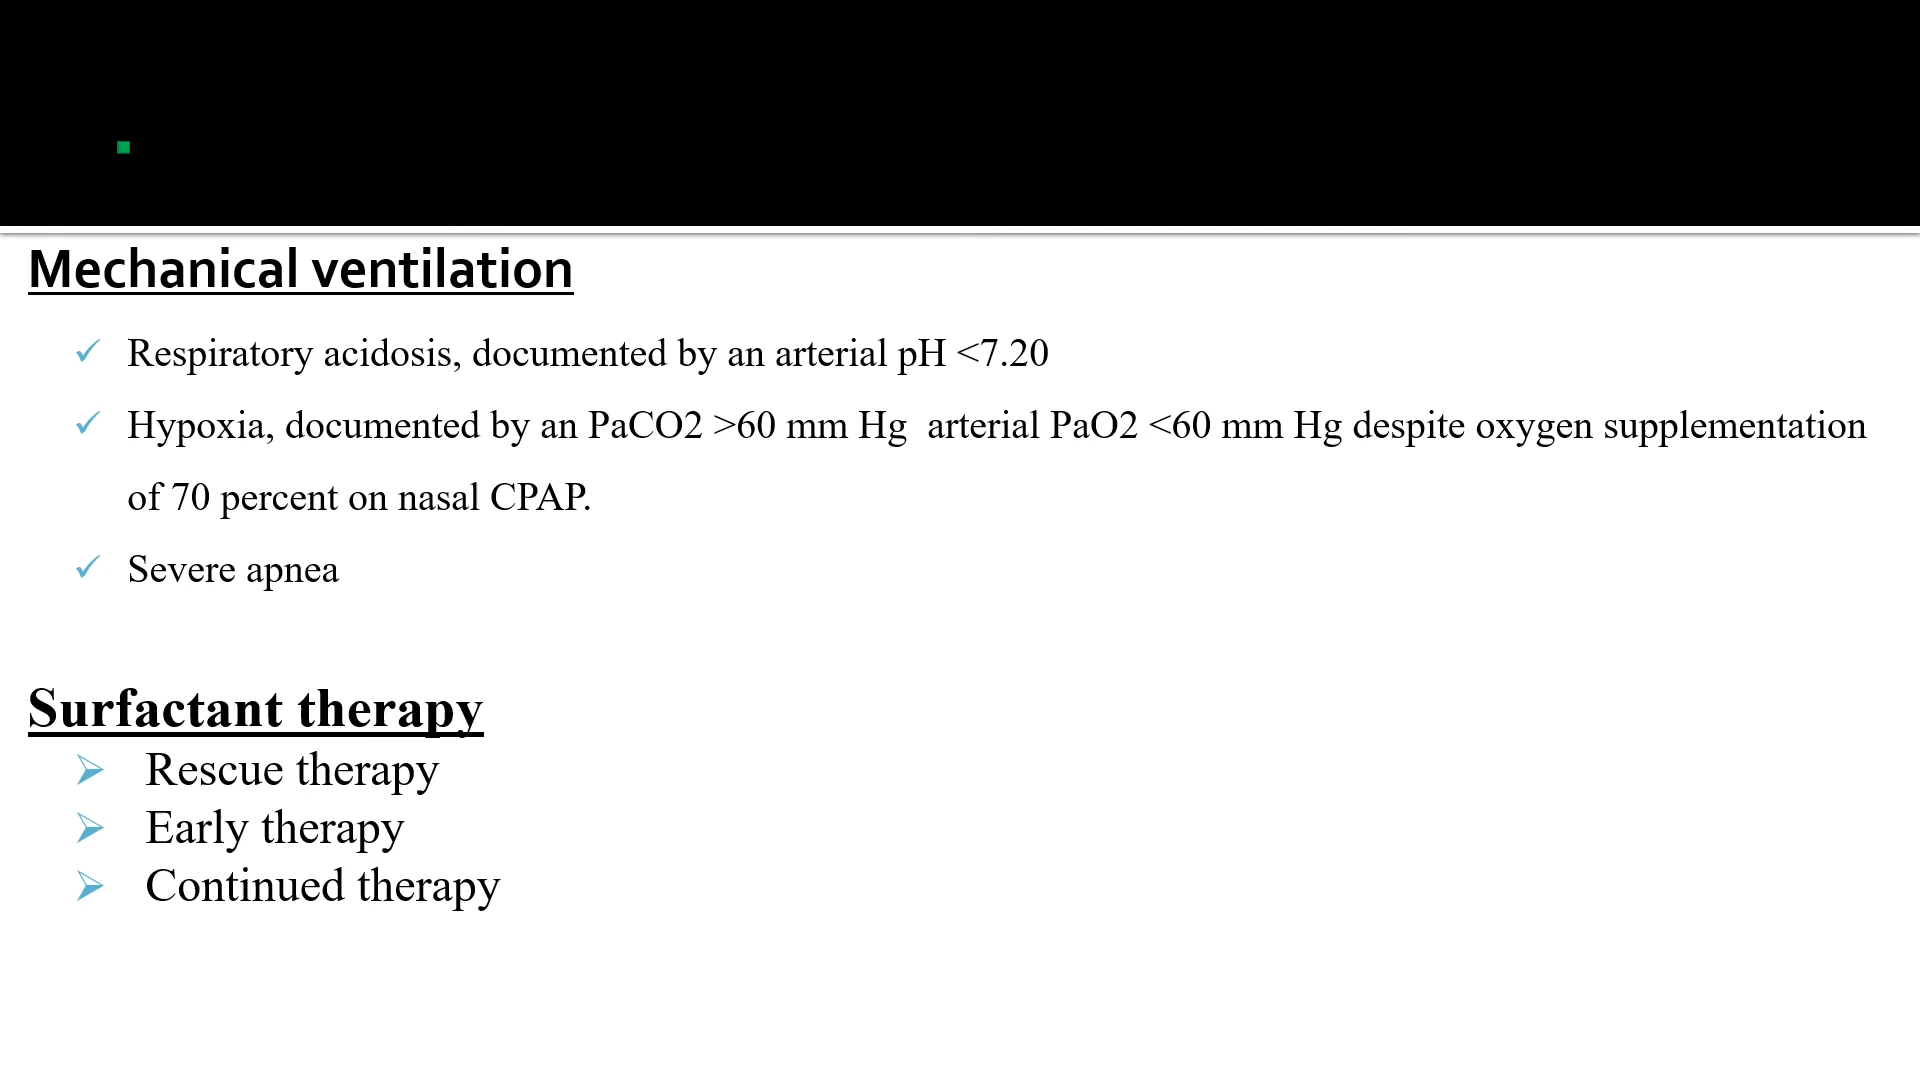 Mechanical ventilation
Respiratory acidosis, documented by an arterial pH <7.20
Hypoxia, documented by an PaCO2 >60 mm Hg  arterial PaO2 <60 mm Hg despite oxygen supplementation
of 70 percent on nasal CPAP.
Severe apnea
Surfactant therapy
Rescue therapy
Early therapy
Continued therapy